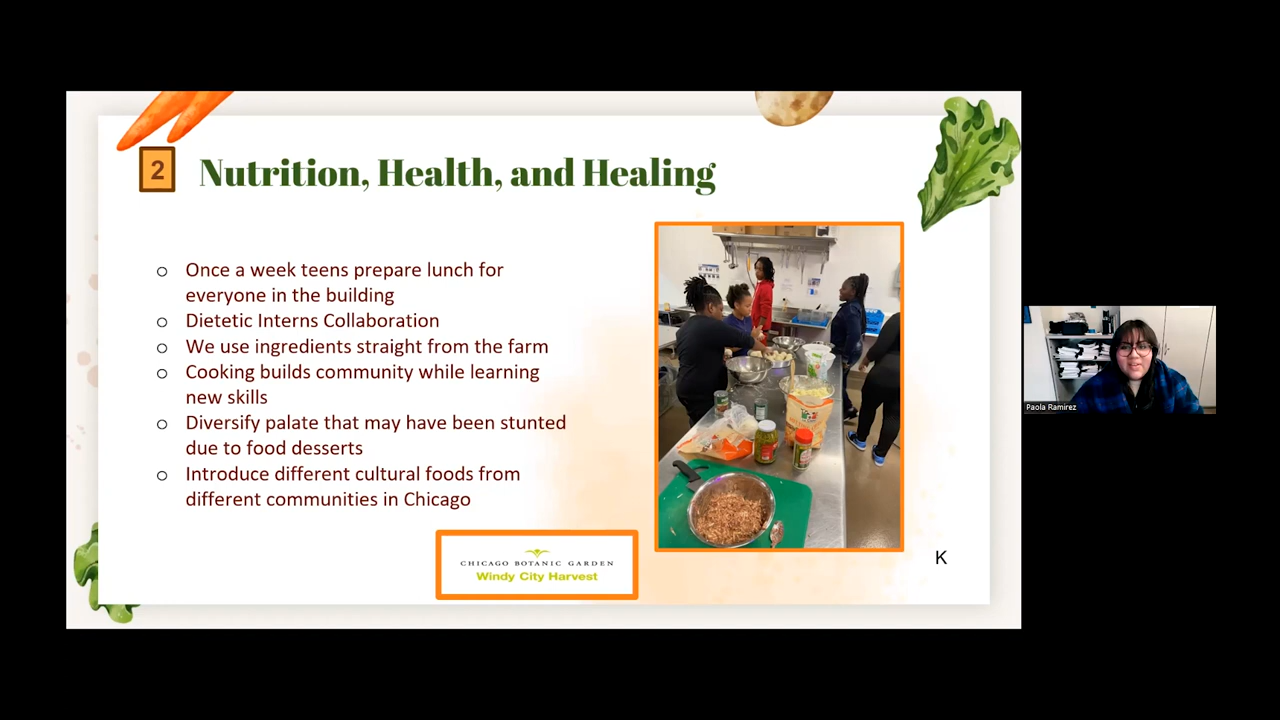 2
Nutrition, Health, and Healing
Once a week teens prepare lunch for
everyone in the building
Dietetic Interns Collaboration
We use ingredients straight from the farm
Cooking builds community while learning
new skills
Diversify palate that may have been stunted
due to food desserts
Introduce different cultural foods from
different communities in Chicago
CHICAGO BOTANIC GARDEN
Windy City Harvest
K
Paola Ramirez